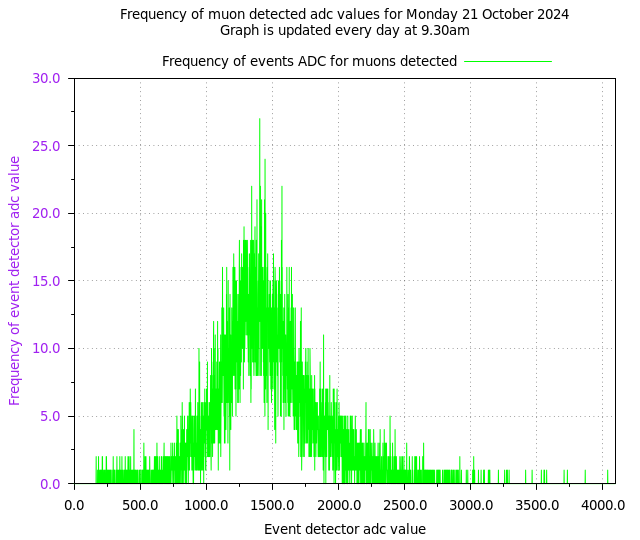 Frequency of muon detected adc values for Monday 21 October 2024
Graph is updated every day at 9.30am
Frequency of events ADC for muons detected
30.0
25.0
20.0
15.0
10.0
5.0
0.0
Frequency of event detector adc value
0.0 500.0 1000.0 1500.0 2000.0 2500.0 3000.0 3500.0 4000.0
Event detector adc value